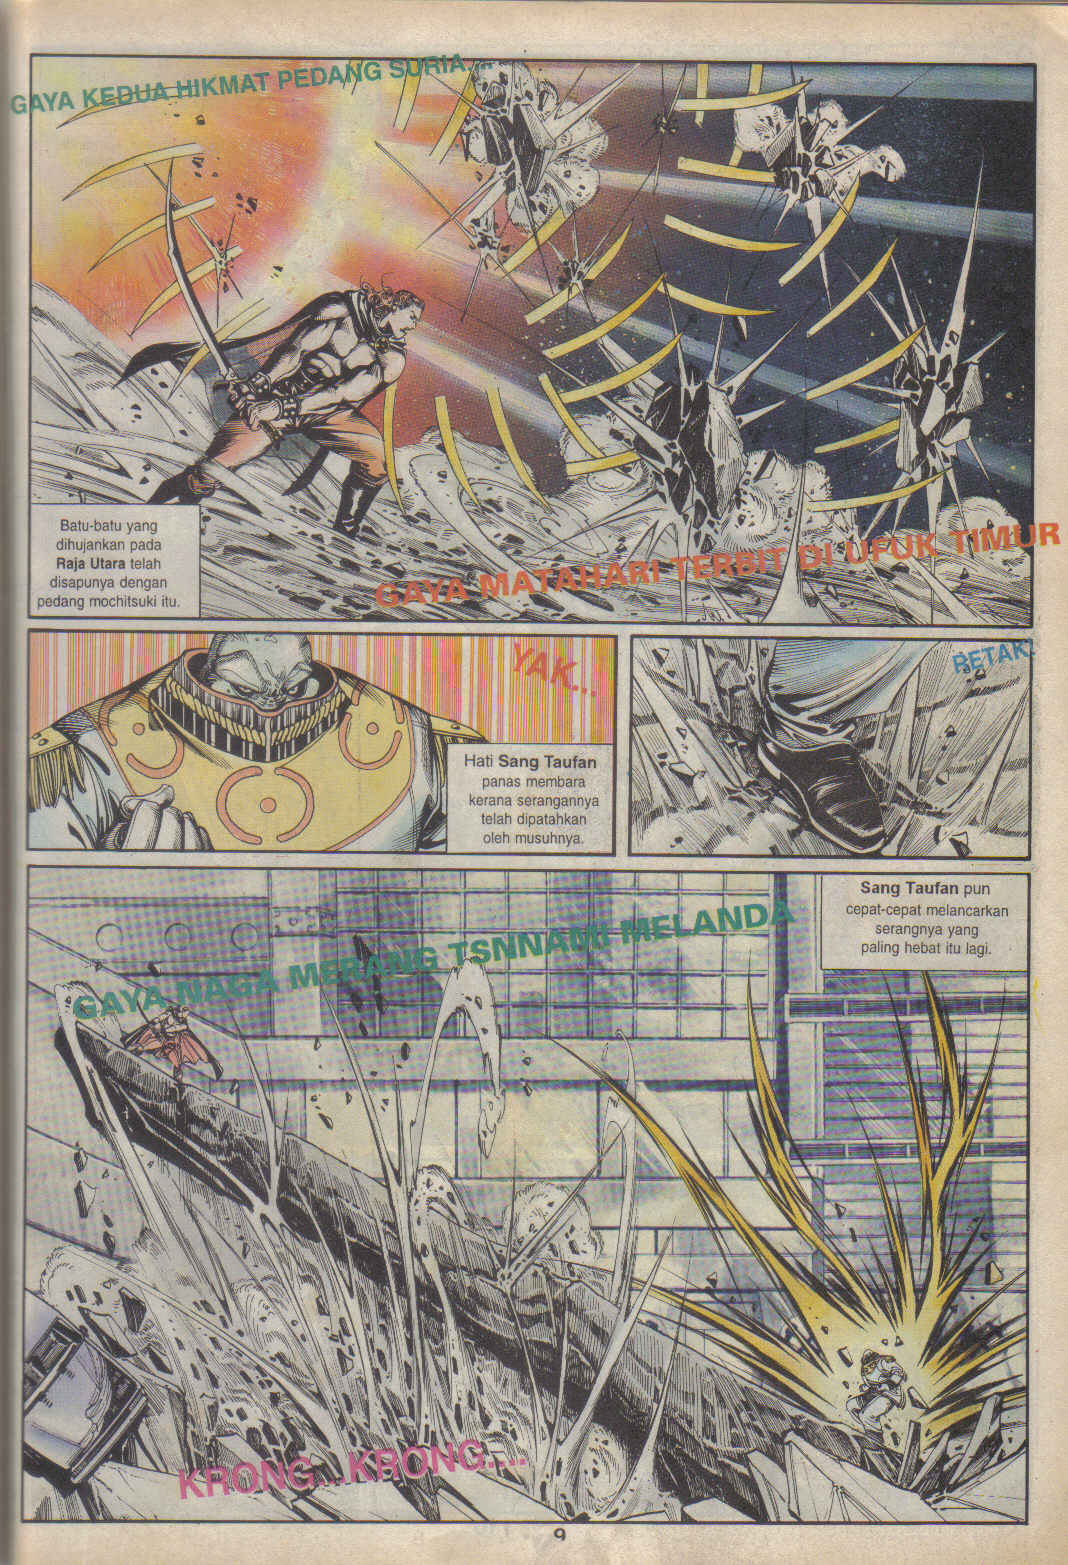 GAYA KEDUA HIKMAT PEDANG SURIA....
Batu-batu yang
dihujankan pada
Raja Utara telah
disapunya dengan
pedang mochitsuki itu.
GAYA MATAHARI TERBIT DI UFUK TIMUR
YAK...
Hati Sang Taufan
panas membara
kerana serangannya
telah dipatahkan
oleh musuhnya.
RETAK.
Sang Taufan pun
cepat-cepat melancarkan
serangnya yang
paling hebat itu lagi.
GAYA NAGA MERANG TSNNAMI MELANDA
KRONG...KRONG....
9